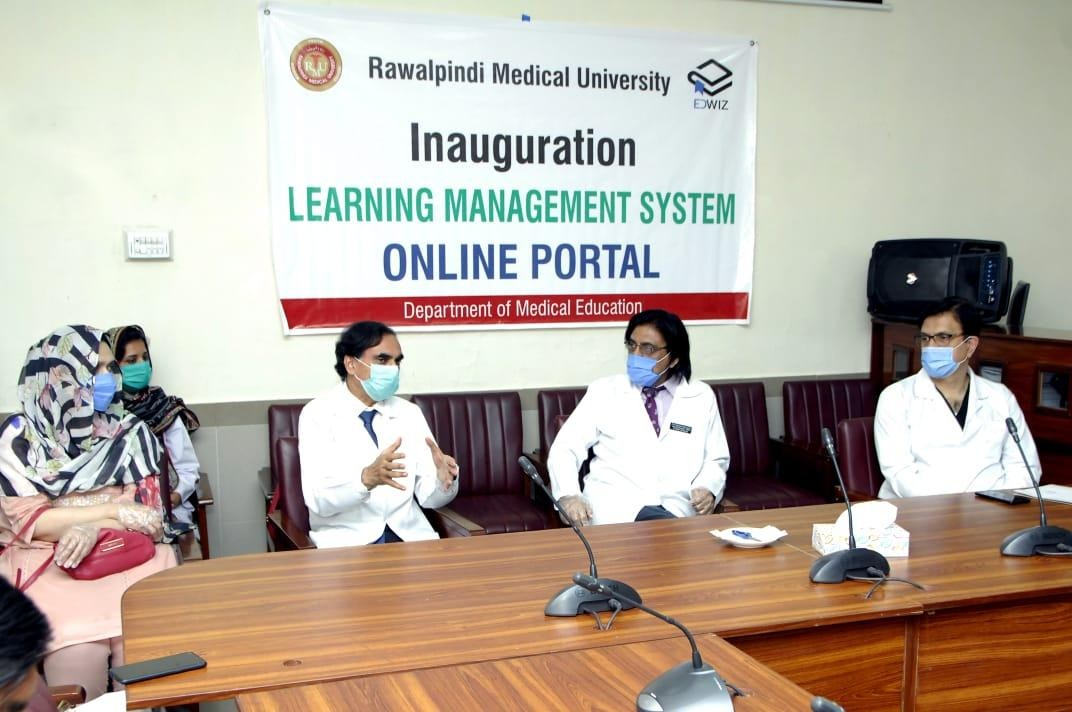 Rawalpindi Medical University
EDWIZ
Inauguration
LEARNING MANAGEMENT SYSTEM
ONLINE PORTAL
Department of Medical Education